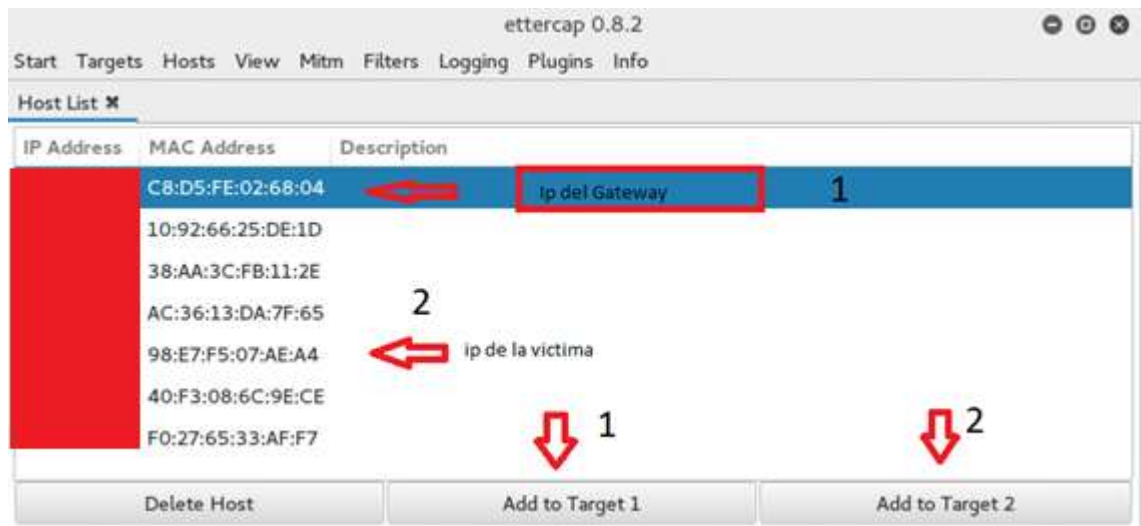 ettercap 0.8.2
Start Targets Hosts View Mitm Filters Logging Plugins Info
Host List ✖
IP Address MAC Address Description
C8:D5:FE:02:68:04 Ip del Gateway 1
10:92:66:25:DE:1D
38:AA:3C:FB:11:2E
AC:36:13:DA:7F:65 2
98:E7:F5:07:AE:A4 ip de la victima
40:F3:08:6C:9E:CE
F0:27:65:33:AF:F7 1 2
Delete Host Add to Target 1 Add to Target 2